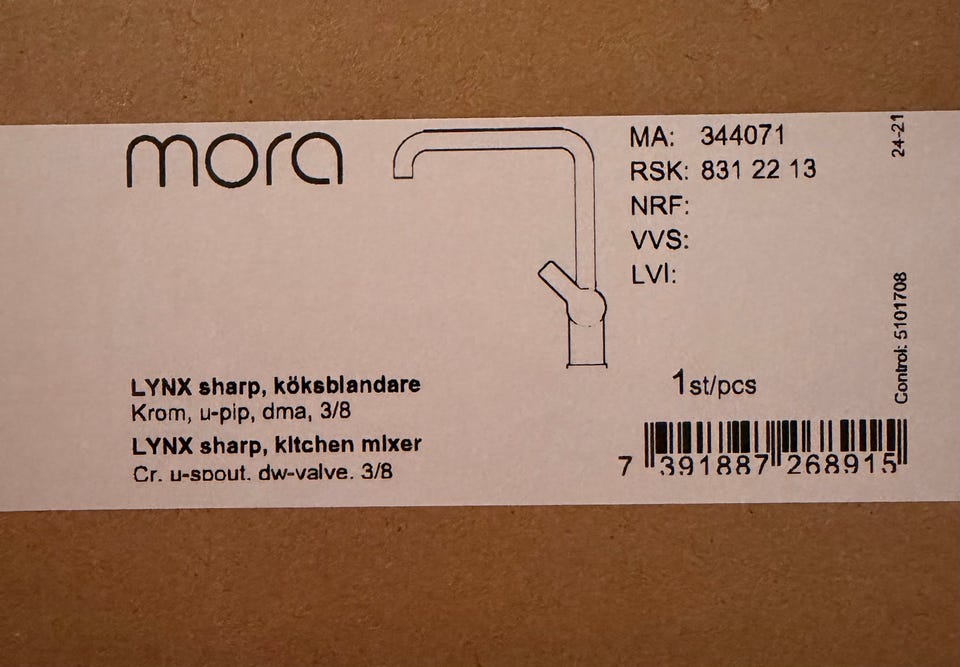 mora
MA: 344071
RSK: 831 22 13
NRF:
VVS:
LVI:
24-21
Control: 5101708
LYNX sharp, köksblandare
Krom, u-pip, dma, 3/8
LYNX sharp, kitchen mixer
Cr. u-spout. dw-valve. 3/8
1st/pcs
7 391887 268915